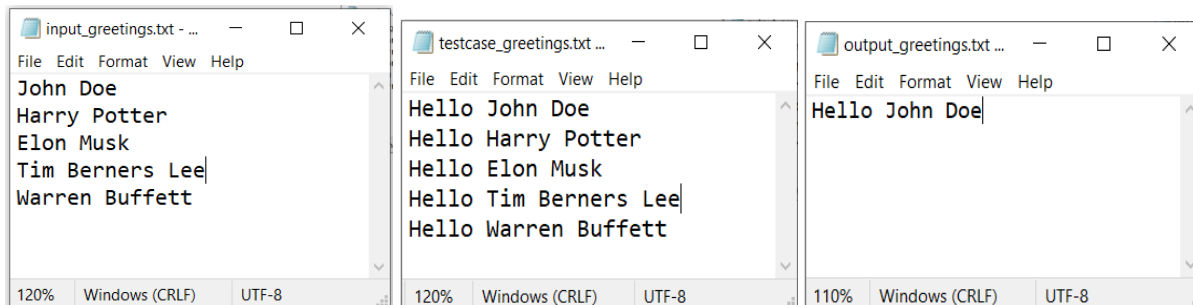 input_greetings.txt - ...
File Edit Format View Help
John Doe
Harry Potter
Elon Musk
Tim Berners Lee
Warren Buffett
120% Windows (CRLF) UTF-8
testcase_greetings.txt ...
File Edit Format View Help
Hello John Doe
Hello Harry Potter
Hello Elon Musk
Hello Tim Berners Lee
Hello Warren Buffett
120% Windows (CRLF) UTF-8
output_greetings.txt ...
File Edit Format View Help
Hello John Doe
110% Windows (CRLF) UTF-8